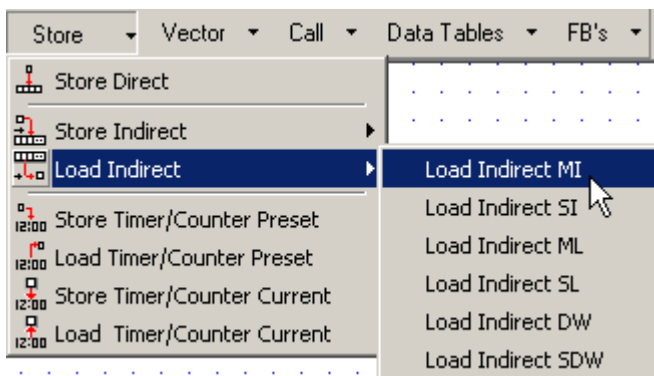 Store Vector Call Data Tables FB's
Store Direct
Store Indirect
Load Indirect
Store Timer/Counter Preset
Load Timer/Counter Preset
Store Timer/Counter Current
Load Timer/Counter Current
Load Indirect MI
Load Indirect SI
Load Indirect ML
Load Indirect SL
Load Indirect DW
Load Indirect SDW